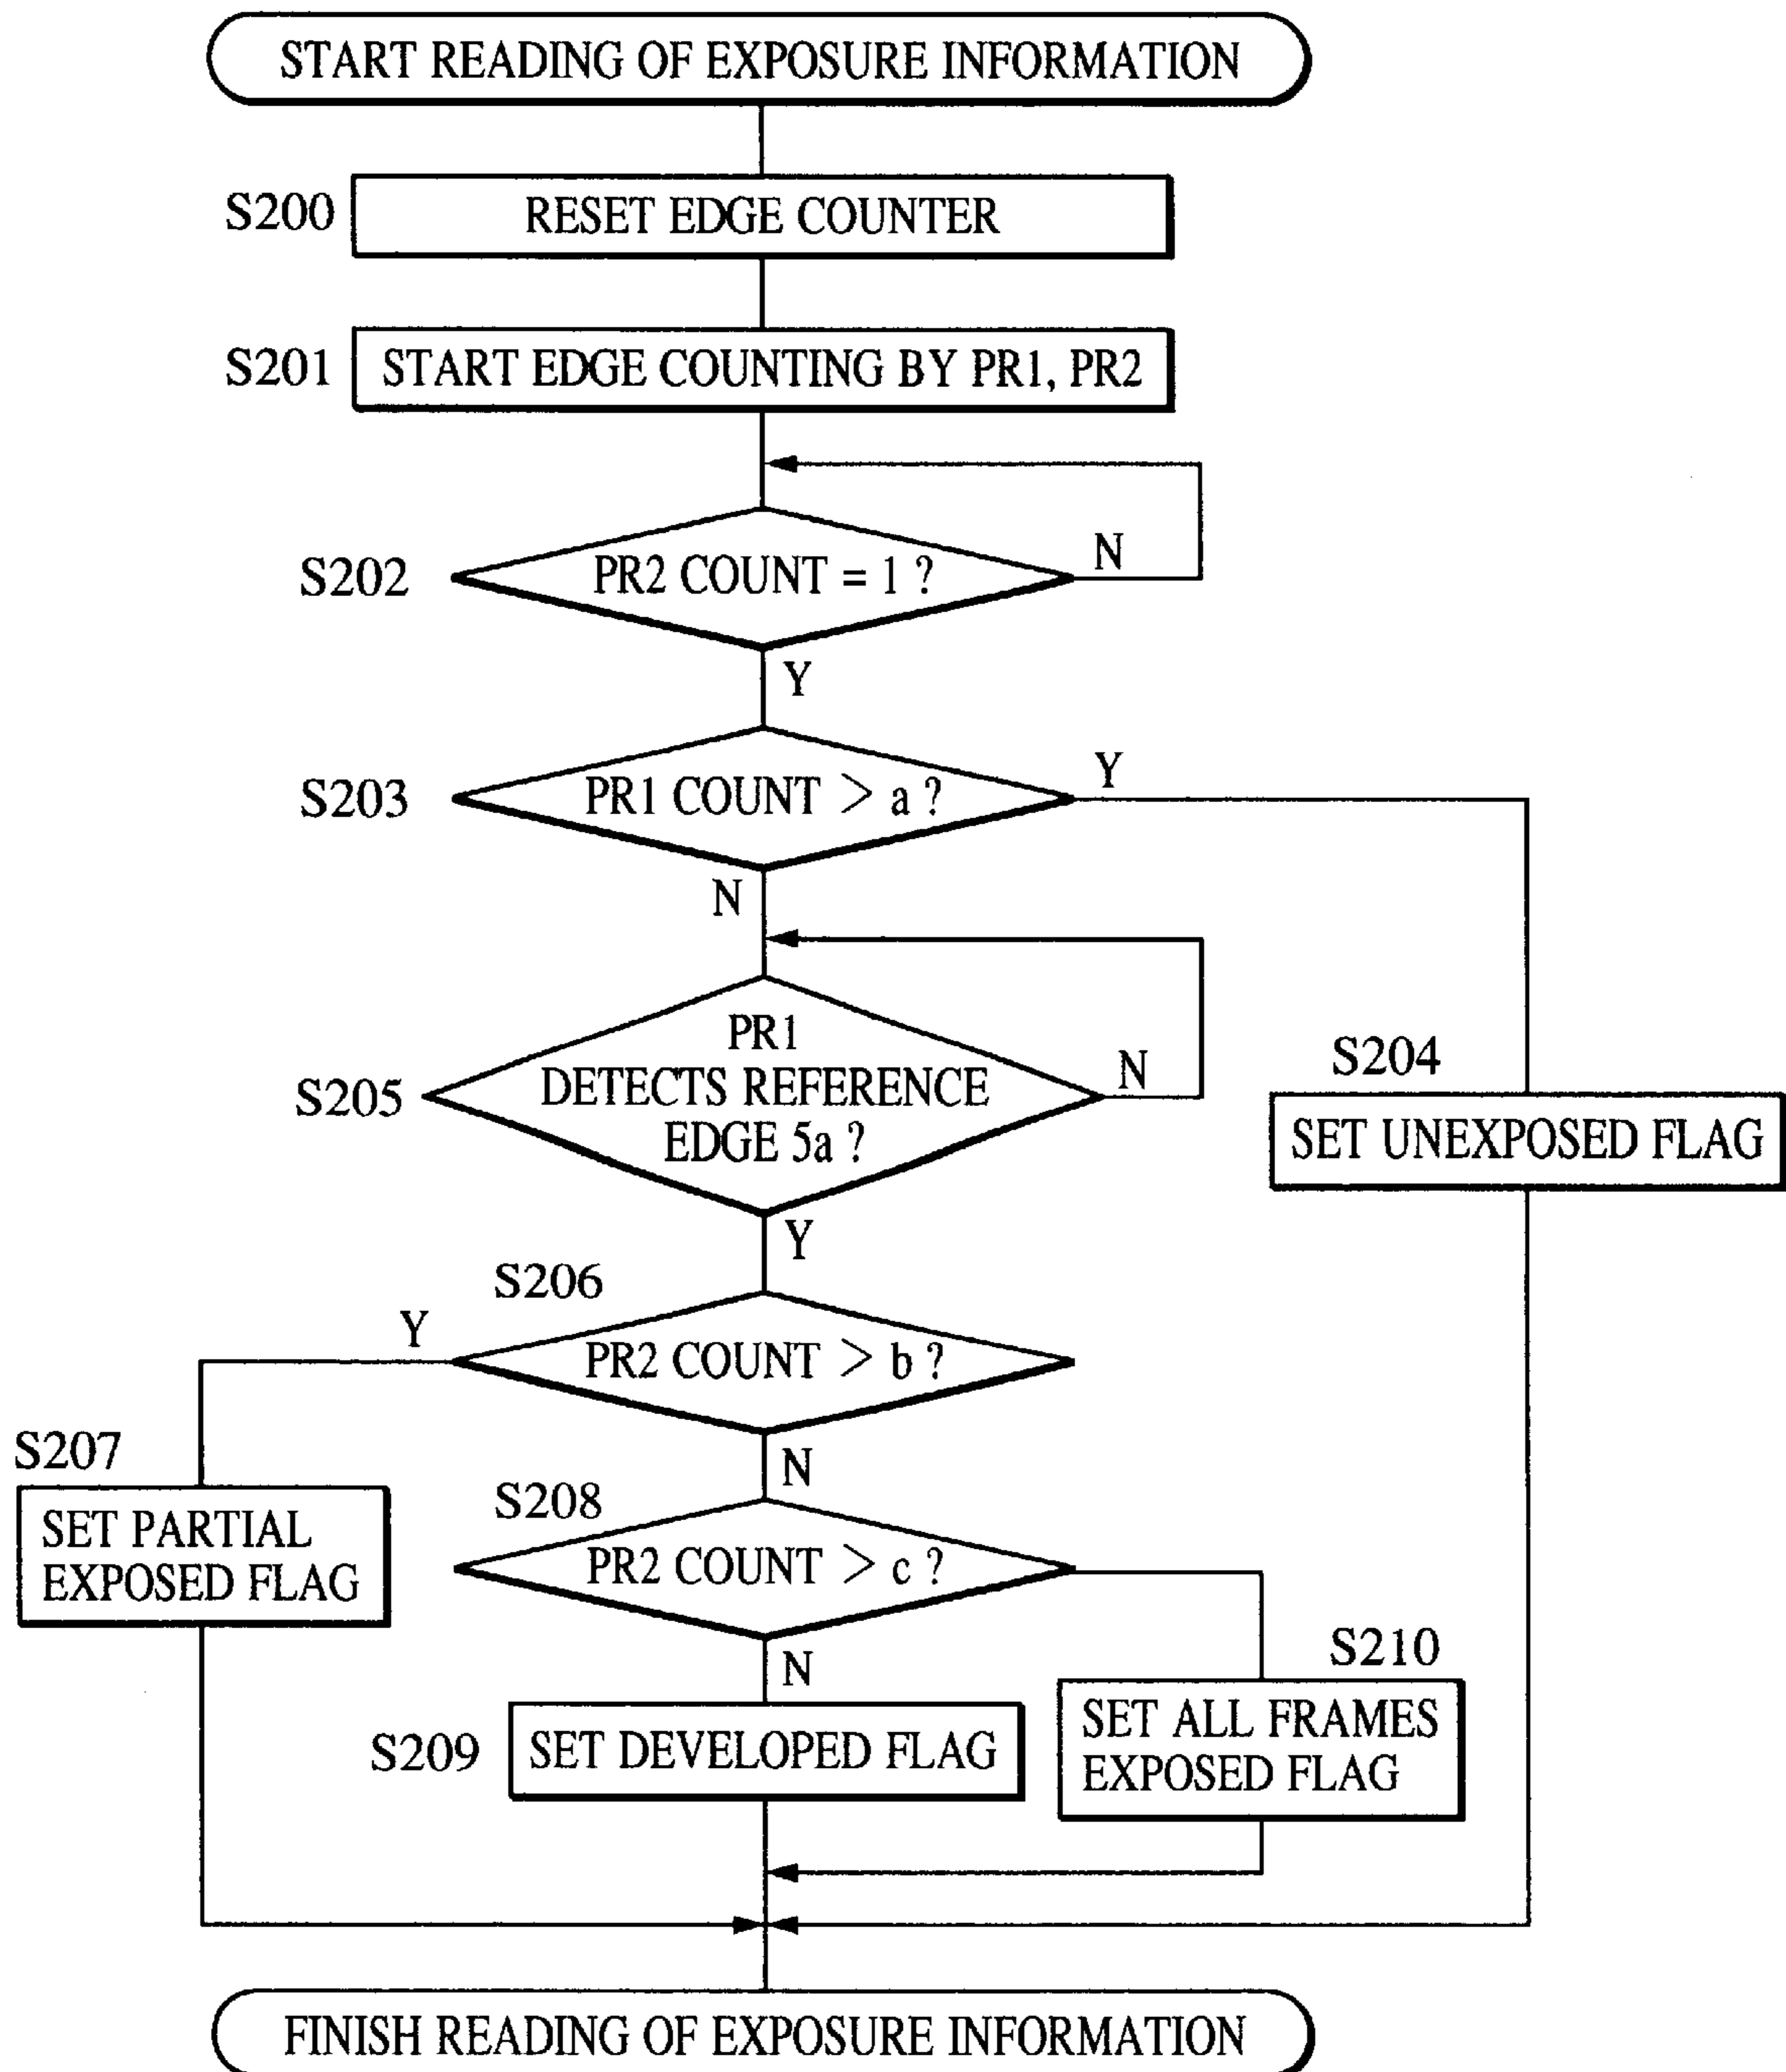 START READING OF EXPOSURE INFORMATION
S200
RESET EDGE COUNTER
S201
START EDGE COUNTING BY PR1, PR2
S202
PR2 COUNT = 1 ?
N
Y
S203
PR1 COUNT > a ?
Y
N
S205
PR1
DETECTS REFERENCE
EDGE 5a ?
N
Y
S204
SET UNEXPOSED FLAG
S206
PR2 COUNT > b ?
Y
N
S207
SET PARTIAL
EXPOSED FLAG
S208
PR2 COUNT > c ?
N
S209
SET DEVELOPED FLAG
S210
SET ALL FRAMES
EXPOSED FLAG
FINISH READING OF EXPOSURE INFORMATION